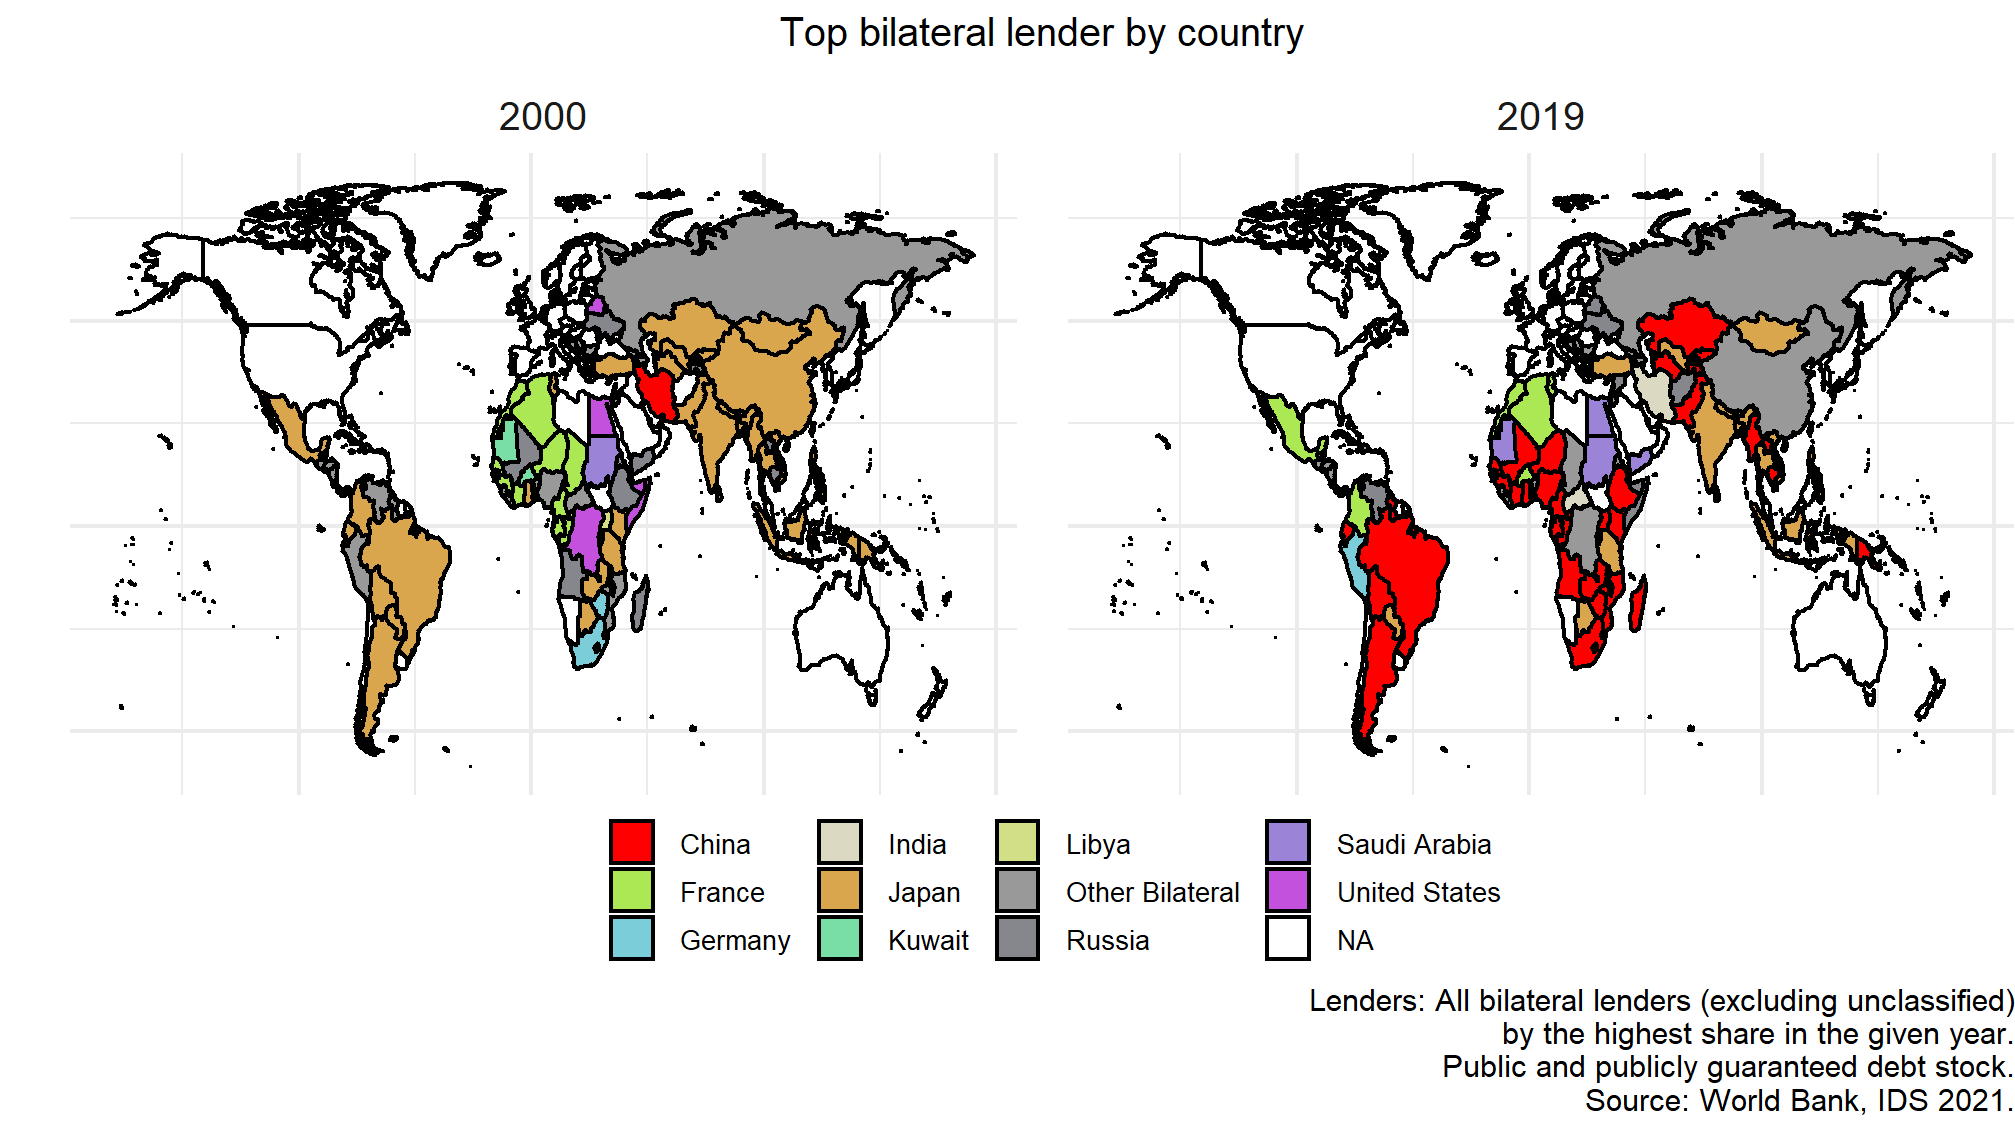 Top bilateral lender by country
2000
2019
China
India
Libya
Saudi Arabia
France
Japan
Other Bilateral
United States
Germany
Kuwait
Russia
NA
Lenders: All bilateral lenders (excluding unclassified)
by the highest share in the given year.
Public and publicly guaranteed debt stock.
Source: World Bank, IDS 2021.